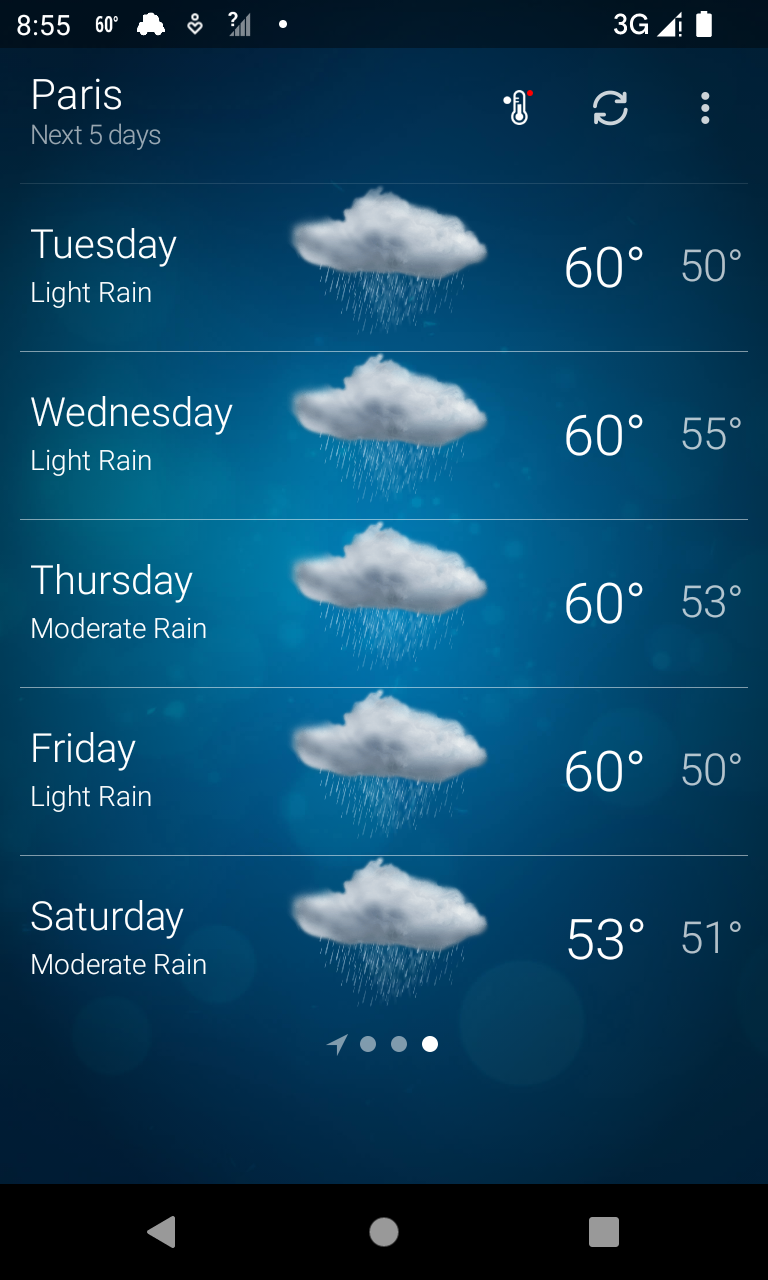 8:55 60° ? 3G
Paris
Next 5 days
Tuesday
Light Rain
60° 50°
Wednesday
Light Rain
60° 55°
Thursday
Moderate Rain
60° 53°
Friday
Light Rain
60° 50°
Saturday
Moderate Rain
53° 51°